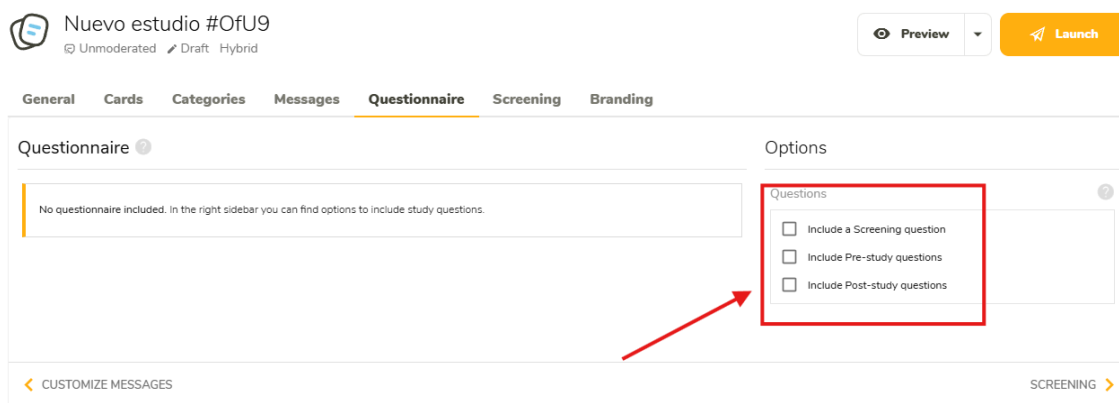 Nuevo estudio #OfU9
Unmoderated Draft Hybrid
Preview
Launch
General Cards Categories Messages Questionnaire Screening Branding
Questionnaire ?
Options
No questionnaire included. In the right sidebar you can find options to include study questions.
Questions ?
Include a Screening question
Include Pre-study questions
Include Post-study questions
CUSTOMIZE MESSAGES
SCREENING